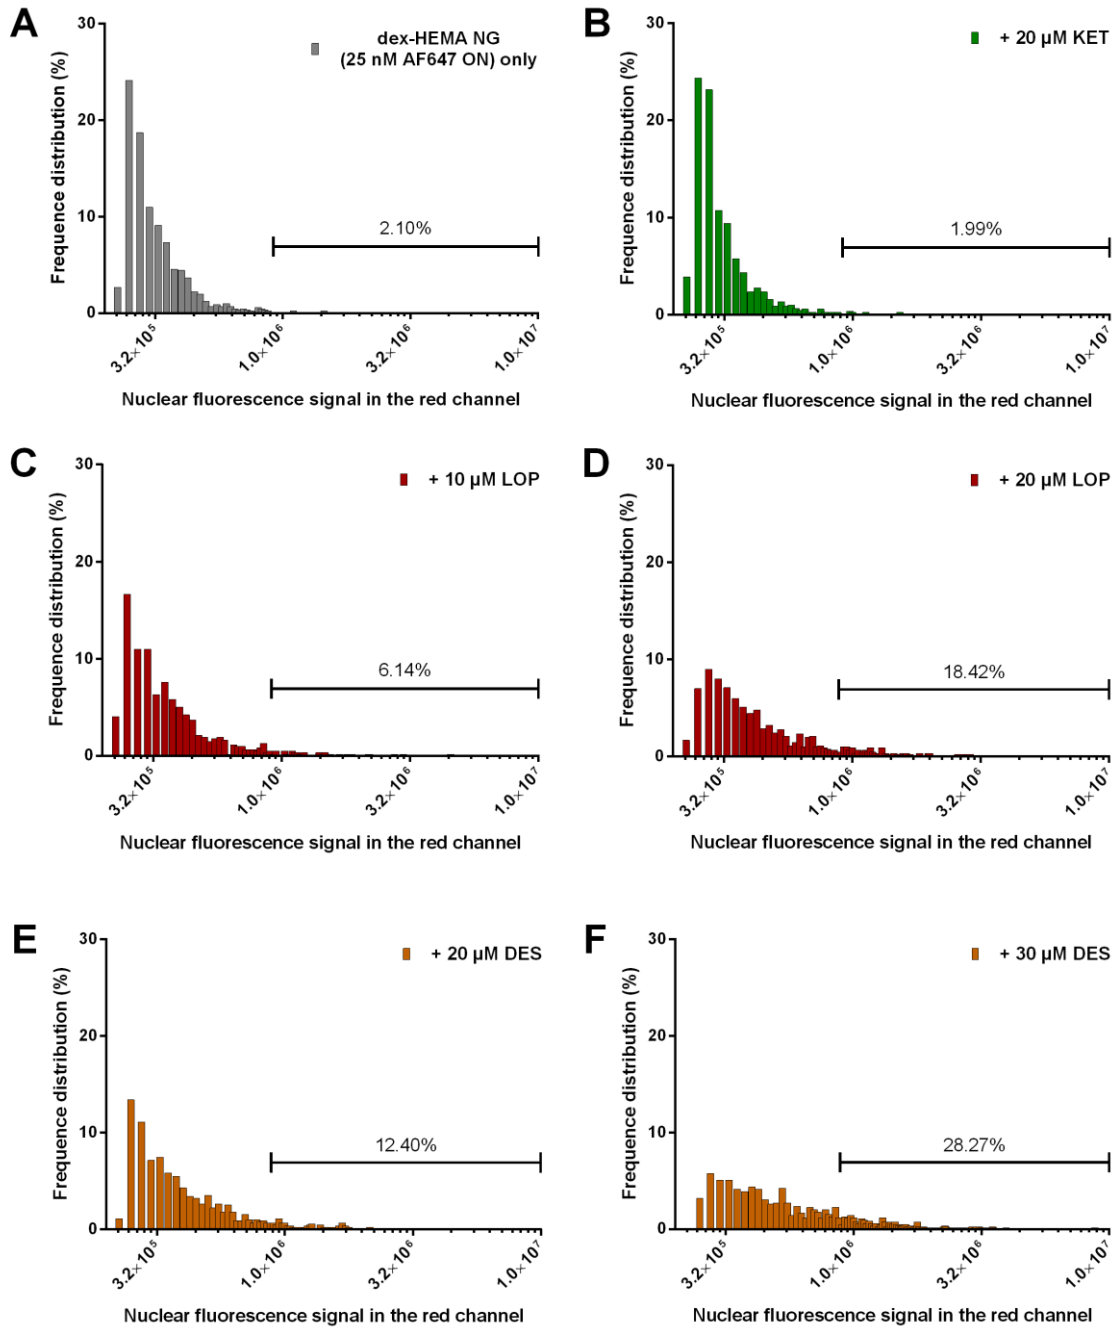 A
Frequence distribution (%)
30
20
10
0
dex-HEMA NG
(25 nM AF647 ON) only
2.10%
3.2×10⁵
1.0×10⁶
3.2×10⁶
1.0×10⁷
Nuclear fluorescence signal in the red channel
B
Frequence distribution (%)
30
20
10
0
+ 20 µM KET
1.99%
3.2×10⁵
1.0×10⁶
3.2×10⁶
1.0×10⁷
Nuclear fluorescence signal in the red channel
C
Frequence distribution (%)
30
20
10
0
+ 10 µM LOP
6.14%
3.2×10⁵
1.0×10⁶
3.2×10⁶
1.0×10⁷
Nuclear fluorescence signal in the red channel
D
Frequence distribution (%)
30
20
10
0
+ 20 µM LOP
18.42%
3.2×10⁵
1.0×10⁶
3.2×10⁶
1.0×10⁷
Nuclear fluorescence signal in the red channel
E
Frequence distribution (%)
30
20
10
0
+ 20 µM DES
12.40%
3.2×10⁵
1.0×10⁶
3.2×10⁶
1.0×10⁷
Nuclear fluorescence signal in the red channel
F
Frequence distribution (%)
30
20
10
0
+ 30 µM DES
28.27%
3.2×10⁵
1.0×10⁶
3.2×10⁶
1.0×10⁷
Nuclear fluorescence signal in the red channel